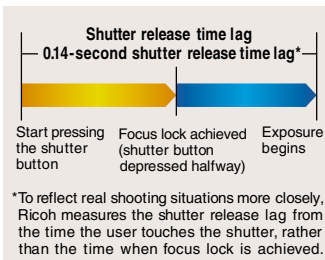 Shutter release time lag
0.14-second shutter release time lag*
Start pressing
the shutter
button
Focus lock achieved
(shutter button
depressed halfway)
Exposure
begins
*To reflect real shooting situations more closely,
Ricoh measures the shutter release lag from
the time the user touches the shutter, rather
than the time when focus lock is achieved.